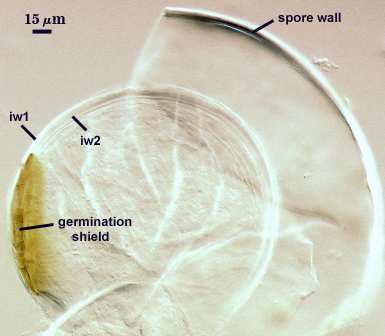 15 μm
spore wall
iw1
iw2
germination
shield